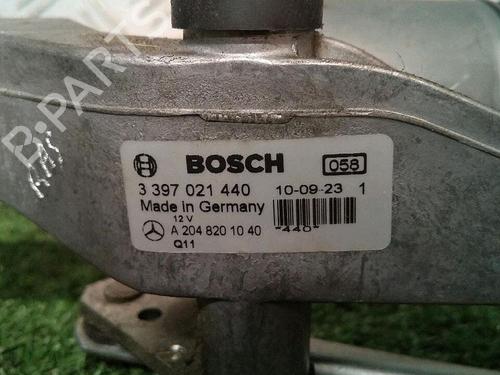 B-PARTS
BOSCH 058
3 397 021 440 10-09-23 1
Made in Germany
12 V
A 204 820 10 40 -440-
Q11